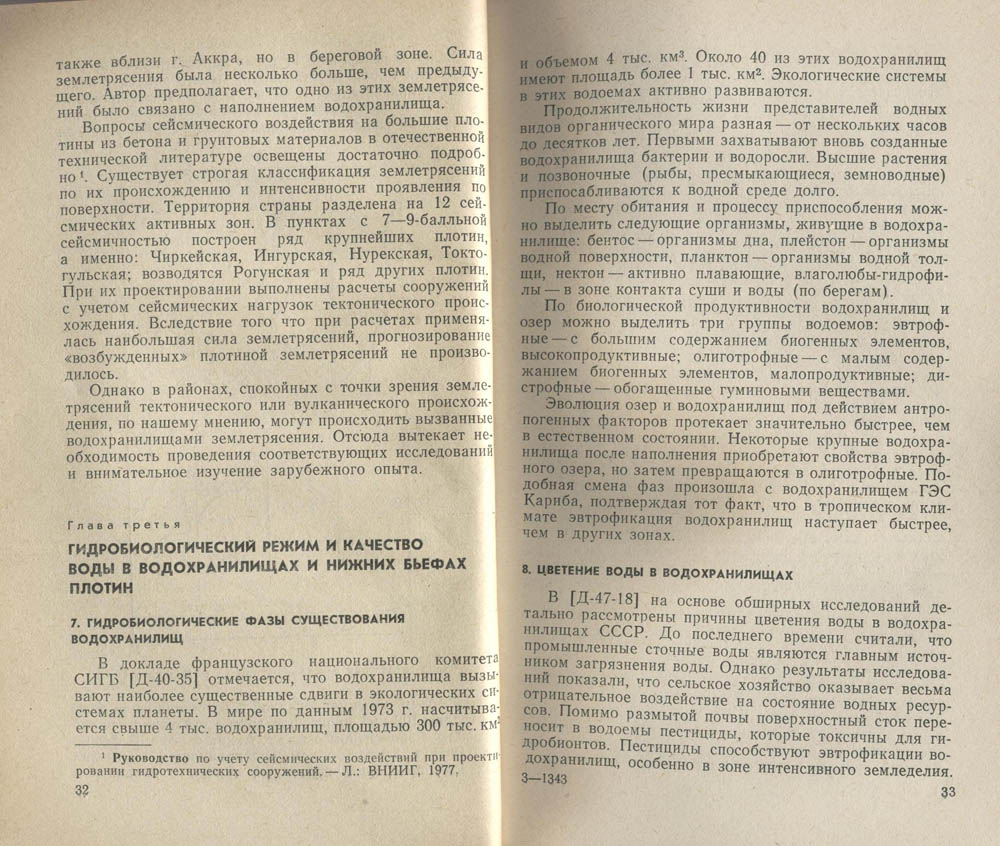 также вблизи г. Аккра, но в береговой зоне. Сила
землетрясения была несколько больше, чем предыду-
щего. Автор предполагает, что одно из этих землетрясе-
ний было связано с наполнением водохранилища.
Вопросы сейсмического воздействия на большие пло-
тины из бетона и грунтовых материалов в отечественной
технической литературе освещены достаточно подроб-
но ¹. Существует строгая классификация землетрясений
по их происхождению и интенсивности проявления по
поверхности. Территория страны разделена на 12 сей-
смических активных зон. В пунктах с 7—9-балльной
сейсмичностью построен ряд крупнейших плотин,
а именно: Чиркейская, Ингурская, Нурекская, Токто-
гульская; возводятся Рогунская и ряд других плотин.
При их проектировании выполнены расчеты сооружений
с учетом сейсмических нагрузок тектонического проис-
хождения. Вследствие того что при расчетах применя-
лась наибольшая сила землетрясений, прогнозирование
«возбужденных» плотиной землетрясений не произво-
дилось.
Однако в районах, спокойных с точки зрения земле-
трясений тектонического или вулканического происхож-
дения, по нашему мнению, могут происходить вызванные
водохранилищами землетрясения. Отсюда вытекает не-
обходимость проведения соответствующих исследований
и внимательное изучение зарубежного опыта.
Глава третья
ГИДРОБИОЛОГИЧЕСКИЙ РЕЖИМ И КАЧЕСТВО
ВОДЫ В ВОДОХРАНИЛИЩАХ И НИЖНИХ БЬЕФАХ
ПЛОТИН
7. ГИДРОБИОЛОГИЧЕСКИЕ ФАЗЫ СУЩЕСТВОВАНИЯ
ВОДОХРАНИЛИЩ
В докладе французского национального комитета
СИГБ [Д-40-35] отмечается, что водохранилища вызы-
вают наиболее существенные сдвиги в экологических си-
стемах планеты. В мире по данным 1973 г. насчитыва-
ется свыше 4 тыс. водохранилищ, площадью 300 тыс. км²
¹ Руководство по учету сейсмических воздействий при проекти-
ровании гидротехнических сооружений. — Л.: ВНИИГ, 1977.
32
и объемом 4 тыс. км³. Около 40 из этих водохранилищ
имеют площадь более 1 тыс. км². Экологические системы
в этих водоемах активно развиваются.
Продолжительность жизни представителей водных
видов органического мира разная — от нескольких часов
до десятков лет. Первыми захватывают вновь созданные
водохранилища бактерии и водоросли. Высшие растения
и позвоночные (рыбы, пресмыкающиеся, земноводные)
приспосабливаются к водной среде долго.
По месту обитания и процессу приспособления мож-
но выделить следующие организмы, живущие в водохра-
нилище: бентос — организмы дна, плейстон — организмы
водной поверхности, планктон — организмы водной тол-
щи, нектон — активно плавающие, влаголюбы-гидрофи-
лы — в зоне контакта суши и воды (по берегам).
По биологической продуктивности водохранилищ и
озер можно выделить три группы водоемов: эвтроф-
ные — с большим содержанием биогенных элементов,
высокопродуктивные; олиготрофные — с малым содер-
жанием биогенных элементов, малопродуктивные; ди-
строфные — обогащенные гуминовыми веществами.
Эволюция озер и водохранилищ под действием антро-
погенных факторов протекает значительно быстрее, чем
в естественном состоянии. Некоторые крупные водохра-
нилища после наполнения приобретают свойства эвтроф-
ного озера, но затем превращаются в олиготрофные. По-
добная смена фаз произошла с водохранилищем ГЭС
Кариба, подтверждая тот факт, что в тропическом кли-
мате эвтрофикация водохранилищ наступает быстрее,
чем в других зонах.
8. ЦВЕТЕНИЕ ВОДЫ В ВОДОХРАНИЛИЩАХ
В [Д-47-18] на основе обширных исследований де-
тально рассмотрены причины цветения воды в водохра-
нилищах СССР. До последнего времени считали, что
промышленные сточные воды являются главным источ-
ником загрязнения воды. Однако результаты исследова-
ний показали, что сельское хозяйство оказывает весьма
отрицательное воздействие на состояние водных ресур-
сов. Помимо размытой почвы поверхностный сток пере-
носит в водоемы пестициды, которые токсичны для ги-
дробионтов. Пестициды способствуют эвтрофикации во-
дохранилищ, особенно в зоне интенсивного земледелия.
3—1343
33